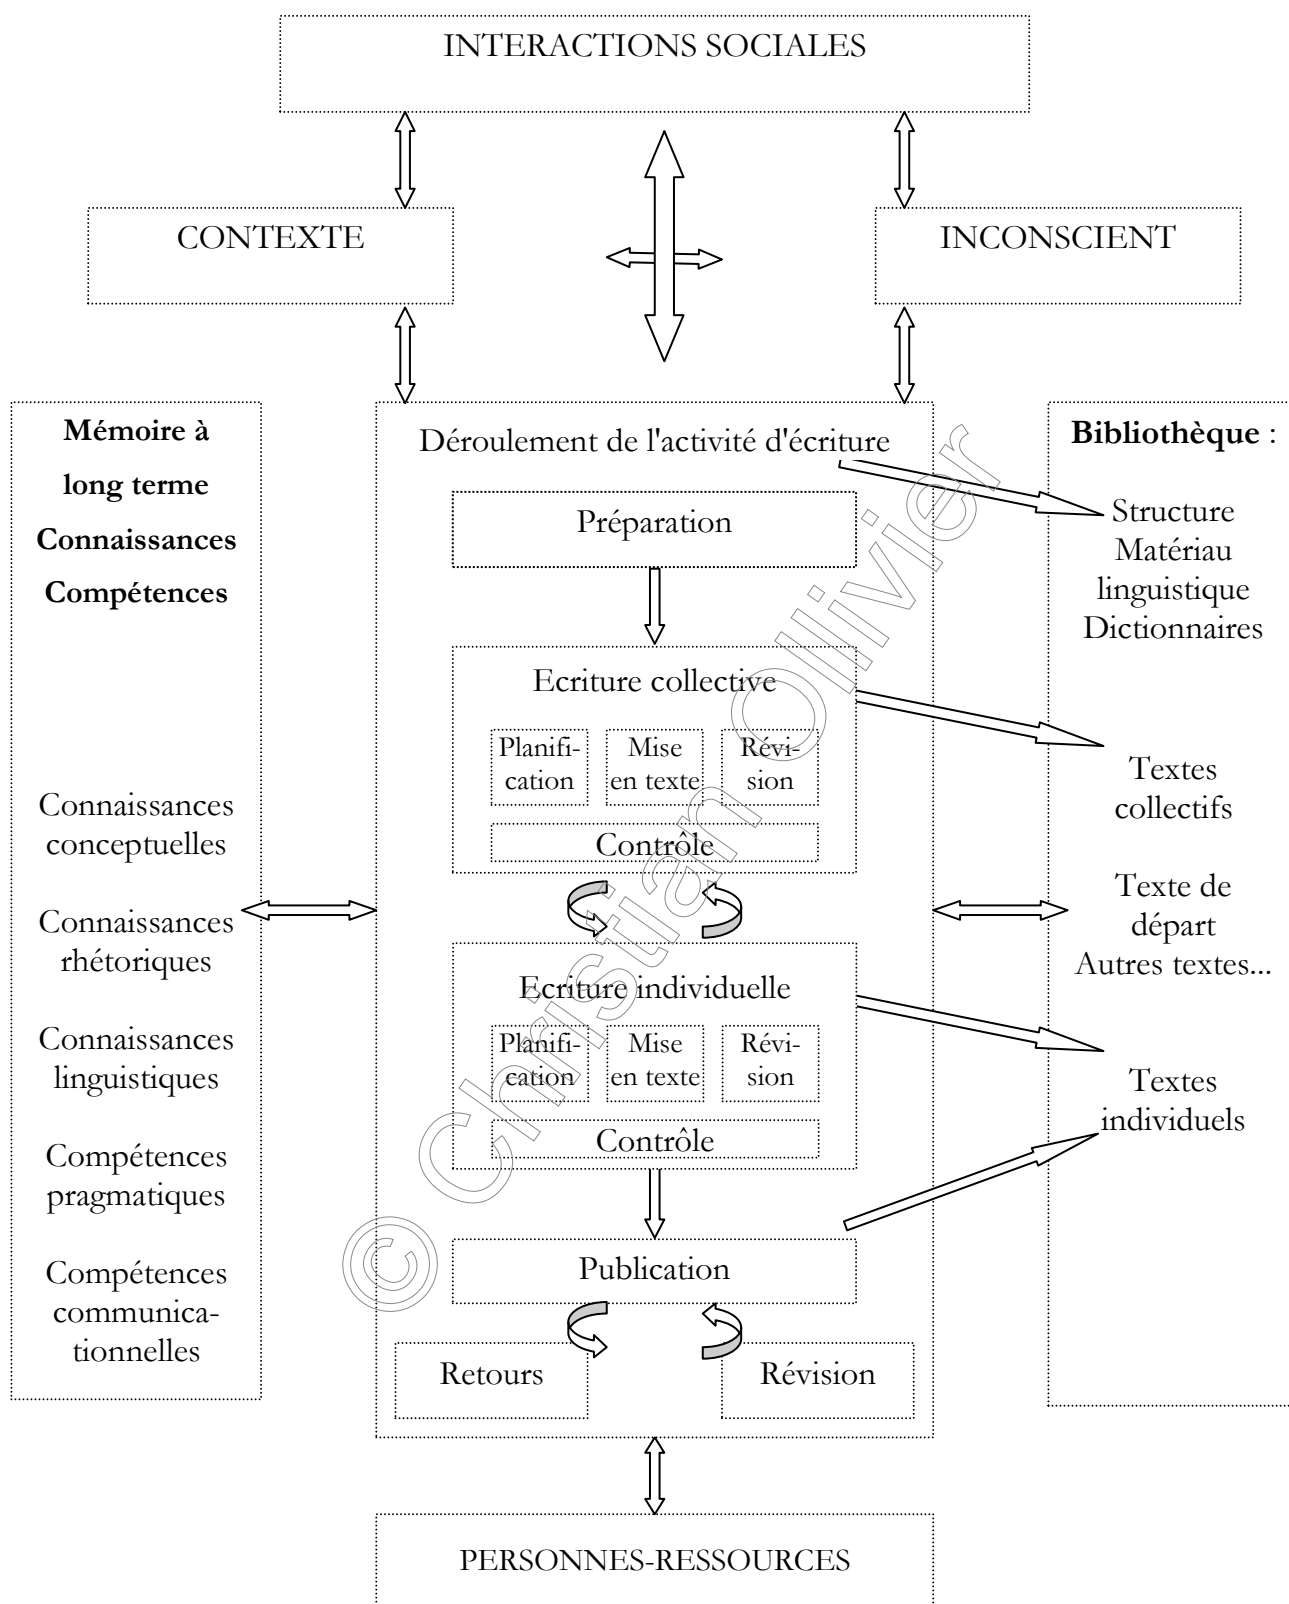 INTERACTIONS SOCIALES
CONTEXTE
INCONSCIENT
Mémoire à
long terme
Connaissances
Compétences
Connaissances
conceptuelles
Connaissances
rhétoriques
Connaissances
linguistiques
Compétences
pragmatiques
Compétences
communica-
tionnelles
Déroulement de l'activité d'écriture
Préparation
Ecriture collective
Planifi-
cation
Mise
en texte
Révi-
sion
Contrôle
Ecriture individuelle
Planifi-
cation
Mise
en texte
Révi-
sion
Contrôle
Publication
Retours
Révision
Bibliothèque :
Structure
Matériau
linguistique
Dictionnaires
Textes
collectifs
Texte de
départ
Autres textes...
Textes
individuels
PERSONNES-RESSOURCES
© Christian Ollivier